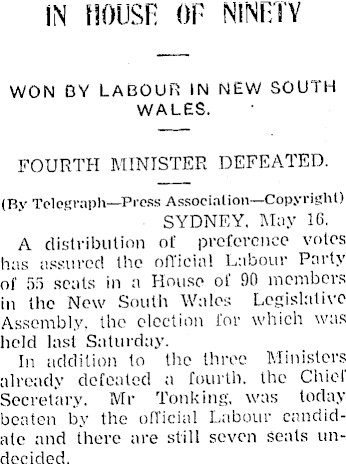 IN HOUSE OF NINETY
WON BY LABOUR IN NEW SOUTH
WALES.
FOURTH MINISTER DEFEATED.
(By Telegraph—Press Association—Copyright)
SYDNEY, May 16.
A distribution of preference votes
has assured the official Labour Party
of 55 seats in a House of 90 members
in the New South Wales Legislative
Assembly, the election for which was
held last Saturday.
In addition to the three Ministers
already defeated a fourth, the Chief
Secretary, Mr Tonking, was today
beaten by the official Labour candid-
ate and there are still seven seats un-
decided.